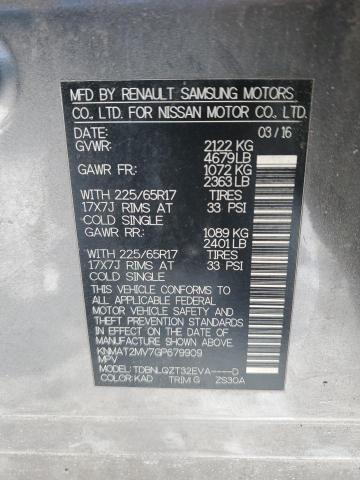 MFD BY RENAULT SAMSUNG MOTORS
CO., LTD. FOR NISSAN MOTOR CO., LTD.
DATE: 03/16
GVWR: 2122 KG
4679LB
GAWR FR: 1072 KG
2363LB
WITH 225/65R17 TIRES
17X7J RIMS AT 33 PSI
COLD SINGLE
GAWR RR: 1089 KG
2401LB
WITH 225/65R17 TIRES
17X7J RIMS AT 33 PSI
COLD SINGLE
THIS VEHICLE CONFORMS TO
ALL APPLICABLE FEDERAL
MOTOR VEHICLE SAFETY
STANDARDS AND THEFT
PREVENTION STANDARDS
IN EFFECT ON THE DATE OF
MANUFACTURE SHOWN ABOVE.
KNMAT2MV7GP679909
MPV
MODEL: TDBNLQZT32EVA----D
COLOR: KAD TRIM: G ZS30A